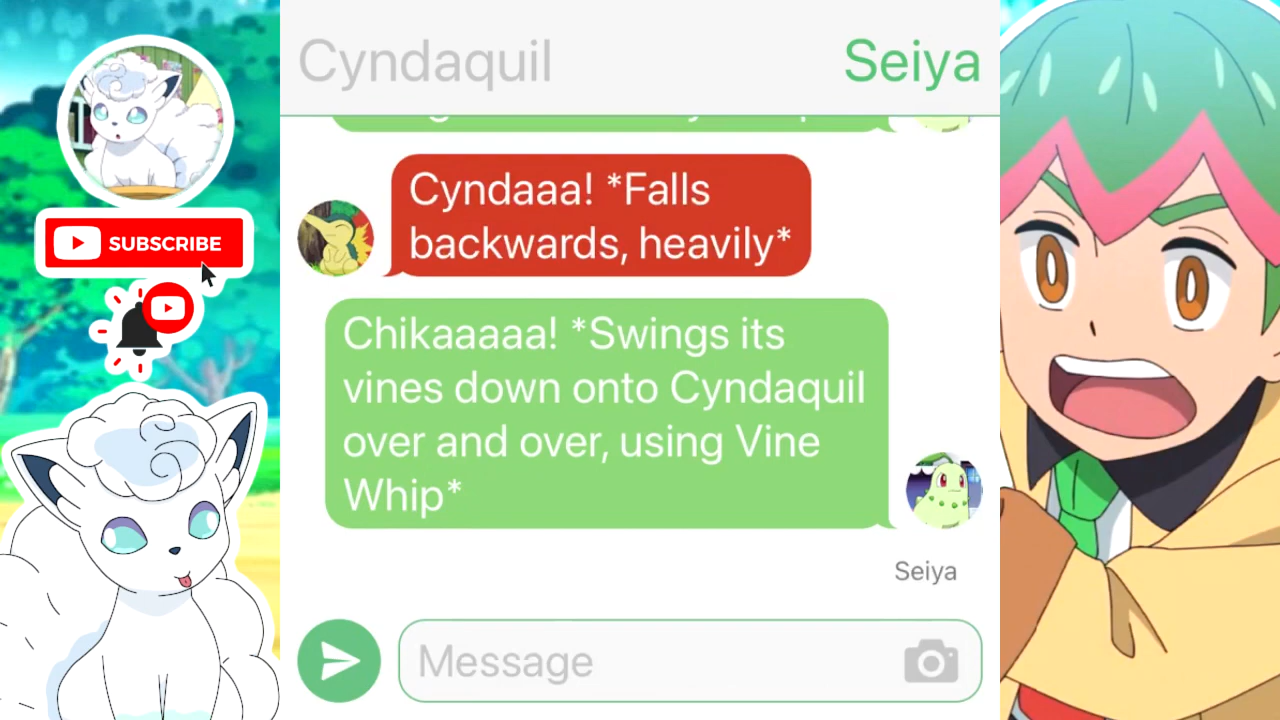 Cyndaquil
Seiya
SUBSCRIBE
Cyndaaa! *Falls
backwards, heavily*
Chikaaaaa! *Swings its
vines down onto Cyndaquil
over and over, using Vine
Whip*
Seiya
Message